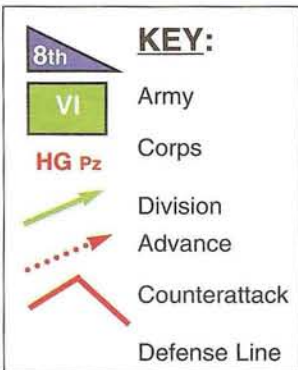 KEY:
8th
Army
VI
Corps
HG Pz
Division
Advance
Counterattack
Defense Line